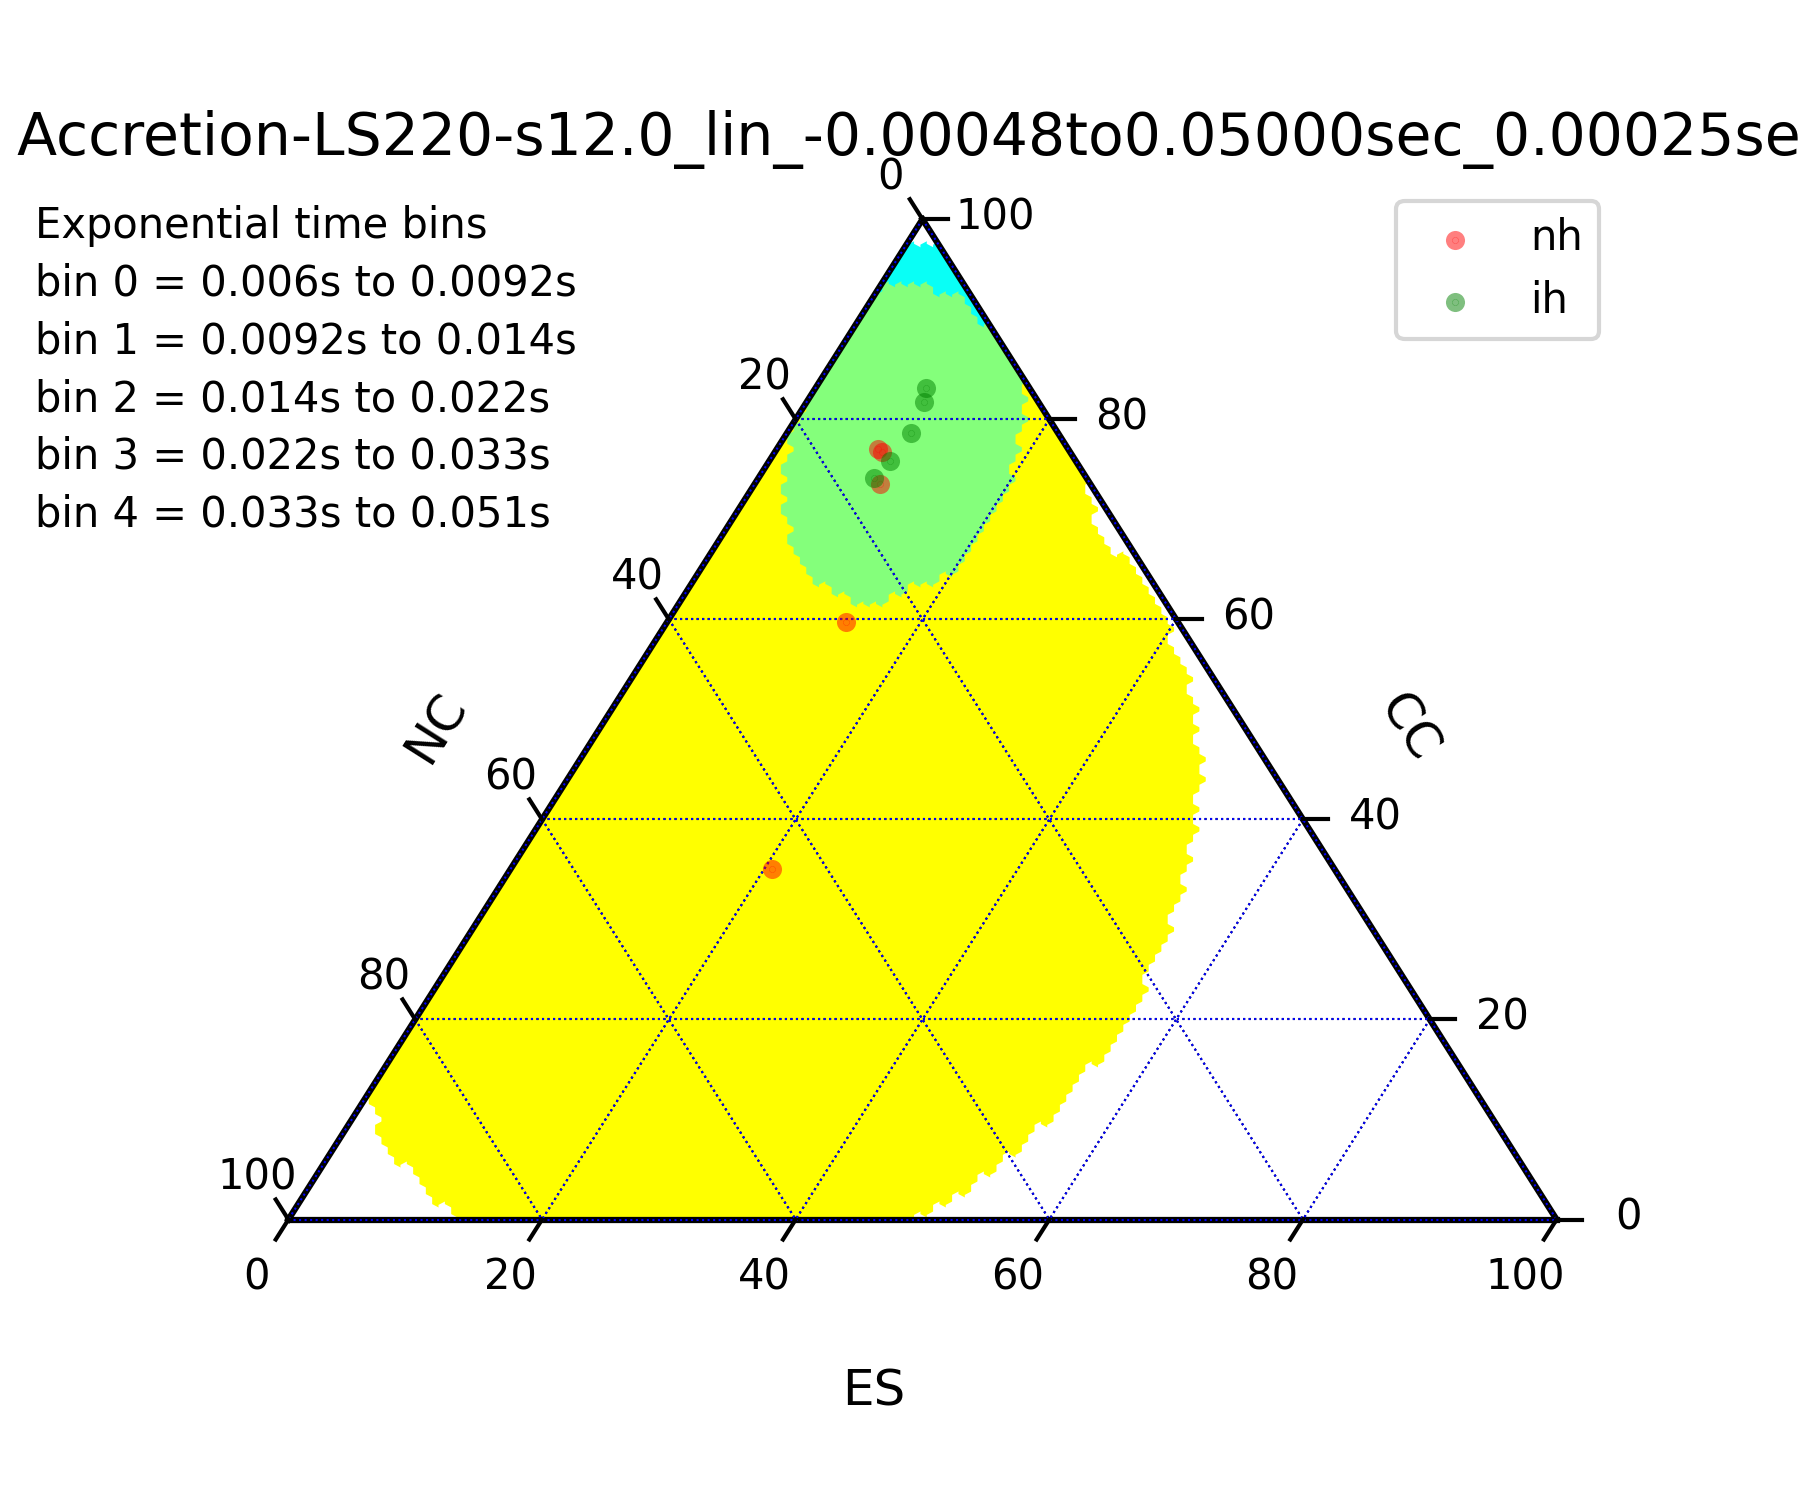 Accretion-LS220-s12.0_lin_-0.00048to0.05000sec_0.00025se
Exponential time bins
bin 0 = 0.006s to 0.0092s
bin 1 = 0.0092s to 0.014s
bin 2 = 0.014s to 0.022s
bin 3 = 0.022s to 0.033s
bin 4 = 0.033s to 0.051s
nh
ih
0
20
40
60
80
100
NC
100
80
60
40
20
0
CC
0
20
40
60
80
100
ES